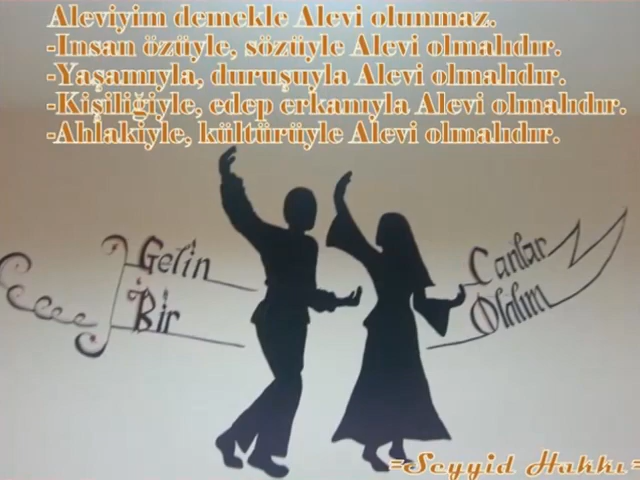 Aleviyim demekle Alevi olunmaz.
-Insan özüyle, sözüyle Alevi olmalıdır.
-Yaşamıyla, duruşuyla Alevi olmalıdır.
-Kişiliğiyle, edep erkanıyla Alevi olmalıdır.
-Ahlakiyle, kültürüyle Alevi olmalıdır.
Gelin Canlar
Bir Olalım
=Seyyid Hakkı=